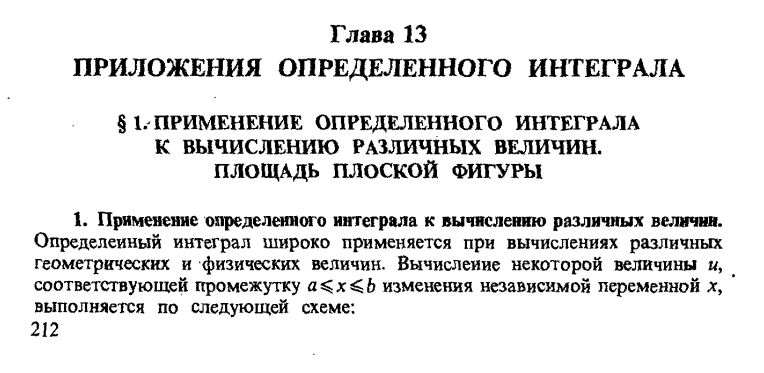 Глава 13
ПРИЛОЖЕНИЯ ОПРЕДЕЛЕННОГО ИНТЕГРАЛА
§ 1. ПРИМЕНЕНИЕ ОПРЕДЕЛЕННОГО ИНТЕГРАЛА
К ВЫЧИСЛЕНИЮ РАЗЛИЧНЫХ ВЕЛИЧИН.
ПЛОЩАДЬ ПЛОСКОЙ ФИГУРЫ
1. Применение определенного интеграла к вычислению различных величин.
Определенный интеграл широко применяется при вычислениях различных
геометрических и физических величин. Вычисление некоторой величины u,
соответствующей промежутку a⩽x⩽b изменения независимой переменной x,
выполняется по следующей схеме:
212